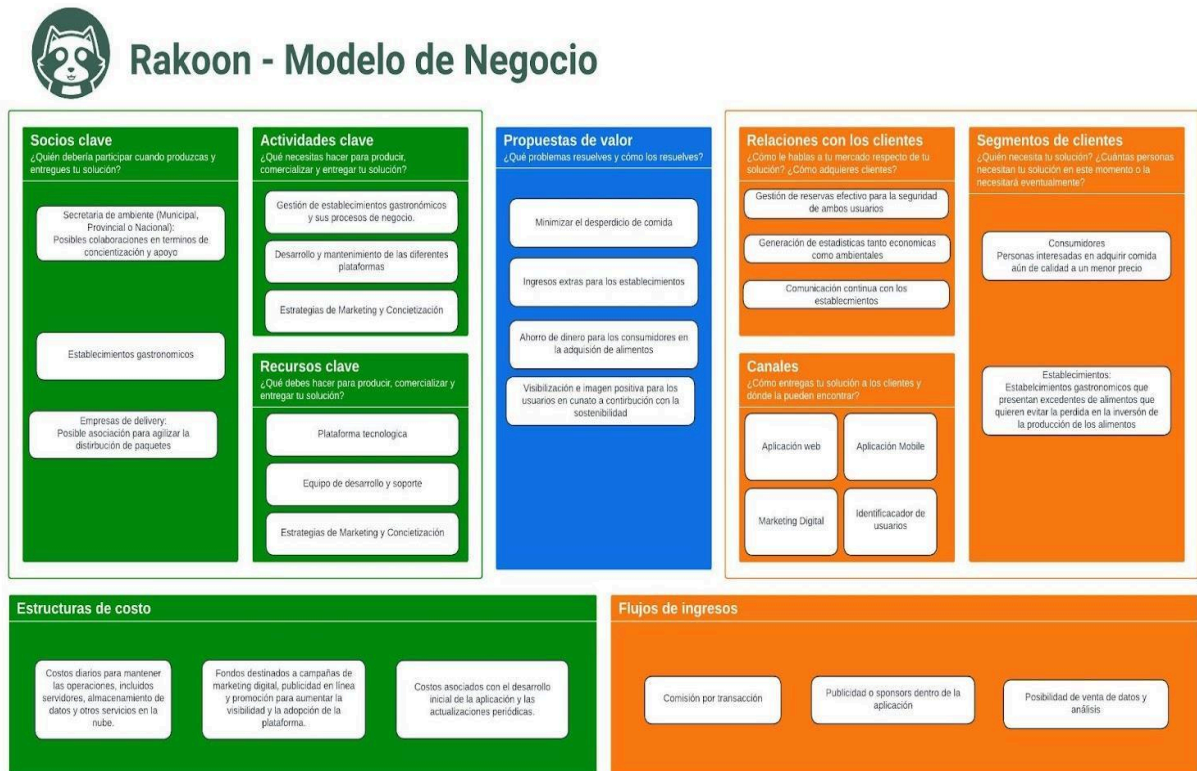 Rakoon - Modelo de Negocio
Socios clave
¿Quién debería participar cuando produzcas y
entregues tu solución?
Secretaria de ambiente (Municipal,
Provincial o Nacional):
Posibles colaboraciones en terminos de
concientización y apoyo
Establecimientos gastronomicos
Empresas de delivery:
Posible asociación para agilizar la
distirbución de paquetes
Actividades clave
¿Qué necesitas hacer para producir,
comercializar y entregar tu solución?
Gestión de establecimientos gastronómicos
y sus procesos de negocio.
Desarrollo y mantenimiento de las diferentes
plataformas
Estrategias de Marketing y Concietización
Recursos clave
¿Qué debes hacer para producir, comercializar y
entregar tu solución?
Plataforma tecnologica
Equipo de desarrollo y soporte
Estrategias de Marketing y Concietización
Propuestas de valor
¿Qué problemas resuelves y cómo los resuelves?
Minimizar el desperdicio de comida
Ingresos extras para los establecimientos
Ahorro de dinero para los consumidores en
la adquisión de alimentos
Visibilización e imagen positiva para los
usuarios en cunato a contirbución con la
sostenibilidad
Relaciones con los clientes
¿Cómo le hablas a tu mercado respecto de tu
solución? ¿Cómo adquieres clientes?
Gestión de reservas efectivo para la seguridad
de ambos usuarios
Generación de estadisticas tanto economicas
como ambientales
Comunicación continua con los
establecmientos
Canales
¿Cómo entregas tu solución a los clientes y
dónde la pueden encontrar?
Aplicación web
Aplicación Mobile
Marketing Digital
Identificacador de
usuarios
Segmentos de clientes
¿Quién necesita tu solución? ¿Cuántas personas
necesitan tu solución en este momento o la
necesitará eventualmente?
Consumidores
Personas interesadas en adquirir comida
aún de calidad a un menor precio
Establecimientos:
Estabelcimientos gastronomicos que
presentan excedentes de alimentos que
quieren evitar la perdida en la inversón de
la producción de los alimentos
Estructuras de costo
Costos diarios para mantener
las operaciones, incluidos
servidores, almacenamiento de
datos y otros servicios en la
nube.
Fondos destinados a campañas de
marketing digital, publicidad en línea
y promoción para aumentar la
visibilidad y la adopción de la
plataforma.
Costos asociados con el desarrollo
inicial de la aplicación y las
actualizaciones periódicas.
Flujos de ingresos
Comisión por transacción
Publicidad o sponsors dentro de la
aplicación
Posibilidad de venta de datos y
análisis